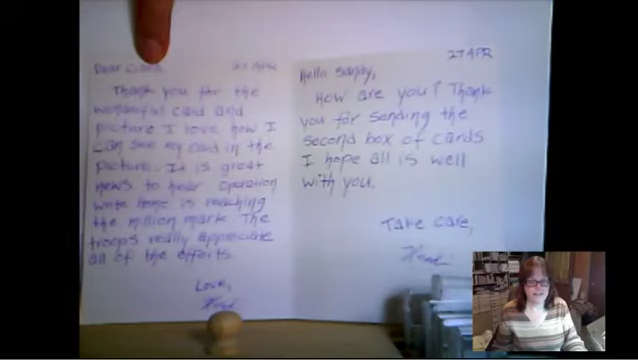 Dear
Thank you for the
wonderful card and
picture I love how I
can see my card in the
picture. It is great
news to hear operation
write home is reaching
the million mark. The
troops really appreciate
all of the efforts.
Love,
27 APR
Hello Sandy,
How are you? Thank
you for sending the
second box of cards
I hope all is well
with you.
Take care,